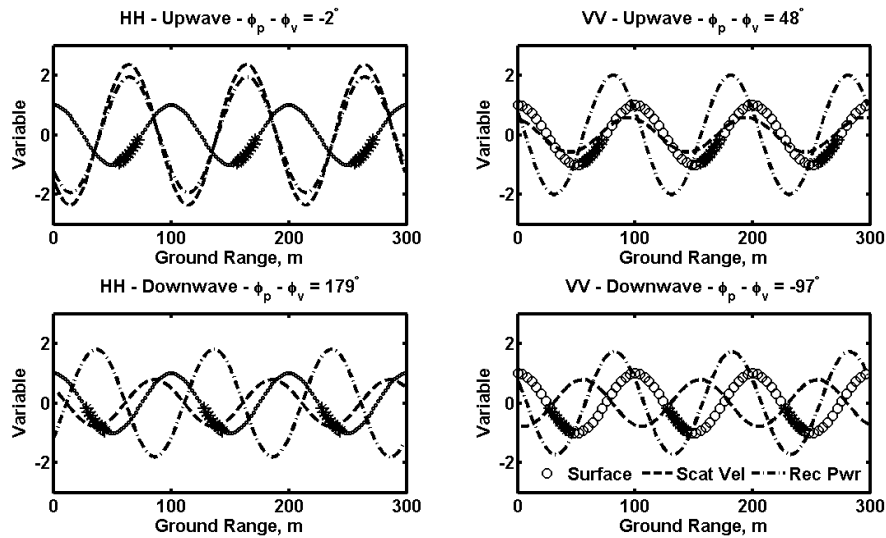 HH - Upwave - ϕp - ϕv = -2°
VV - Upwave - ϕp - ϕv = 48°
Variable
2
0
-2
0
100
200
300
Ground Range, m
Variable
2
0
-2
0
100
200
300
Ground Range, m
HH - Downwave - ϕp - ϕv = 179°
VV - Downwave - ϕp - ϕv = -97°
Variable
2
0
-2
0
100
200
300
Ground Range, m
Variable
2
0
-2
Surface
Scat Vel
Rec Pwr
0
100
200
300
Ground Range, m